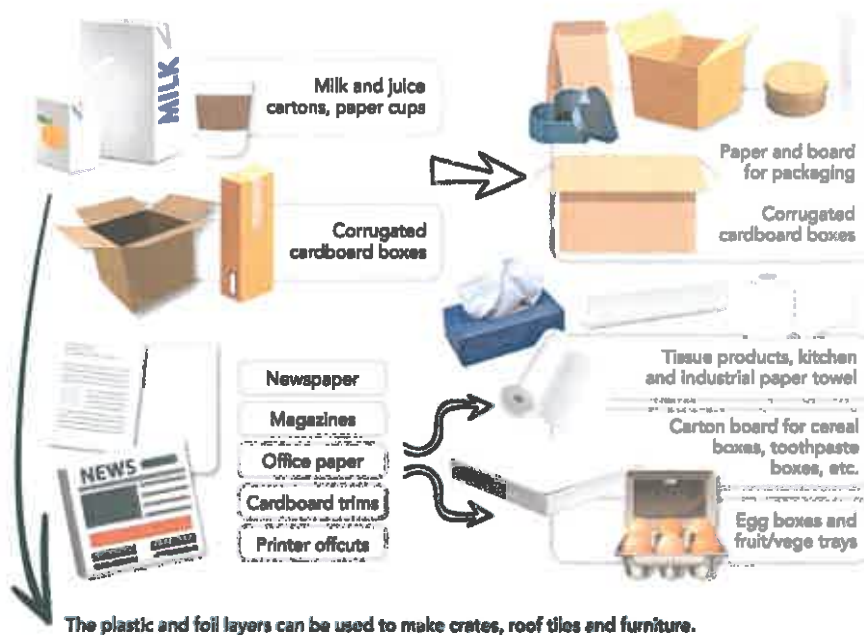 MILK
Milk and juice
cartons, paper cups
Paper and board
for packaging
Corrugated
cardboard boxes
Corrugated
cardboard boxes
Tissue products, kitchen
and industrial paper towel
Newspaper
Magazines
Office paper
Cardboard trims
Printer offcuts
Carton board for cereal
boxes, toothpaste
boxes, etc.
NEWS
Egg boxes and
fruit/vege trays
The plastic and foil layers can be used to make crates, roof tiles and furniture.